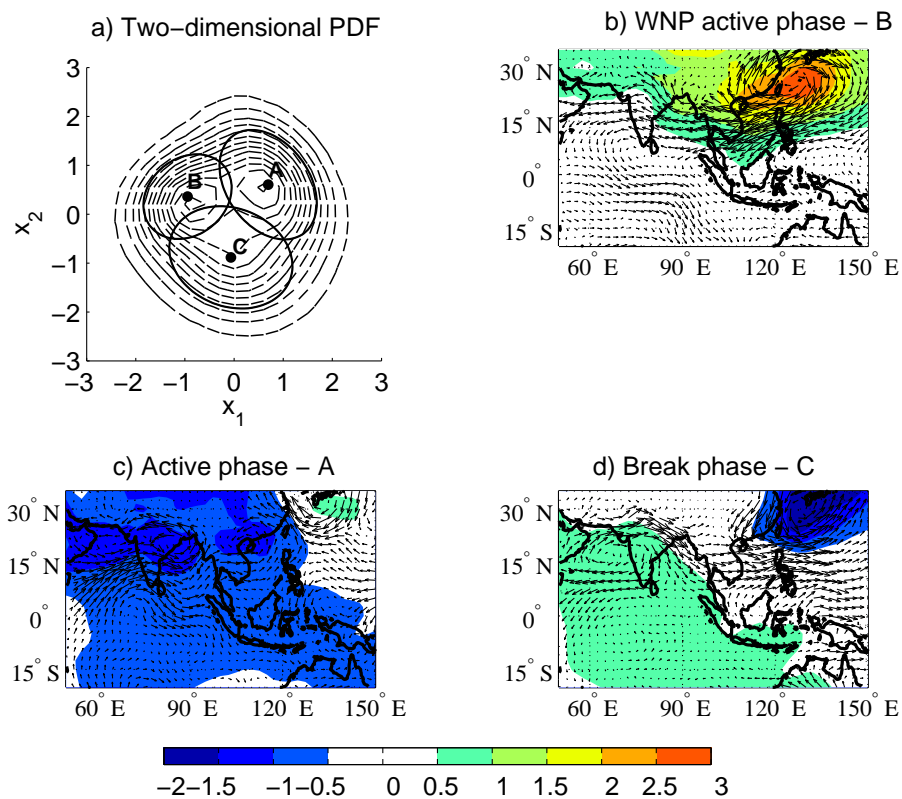 a) Two−dimensional PDF
3
2
1
0
−1
−2
−3
−3 −2 −1 0 1 2 3
x1
x2
A
B
C
b) WNP active phase − B
30° N
15° N
0°
15° S
60° E 90° E 120° E 150° E
c) Active phase − A
30° N
15° N
0°
15° S
60° E 90° E 120° E 150° E
d) Break phase − C
30° N
15° N
0°
15° S
60° E 90° E 120° E 150° E
−2−1.5 −1−0.5 0 0.5 1 1.5 2 2.5 3